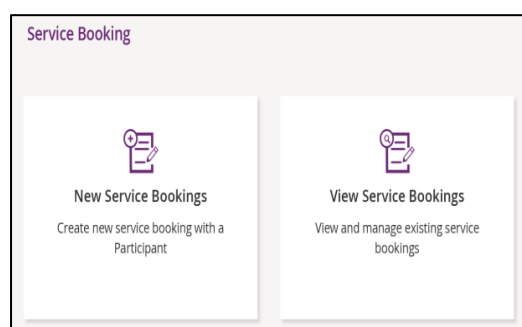 Service Booking
New Service Bookings
Create new service booking with a
Participant
View Service Bookings
View and manage existing service
bookings